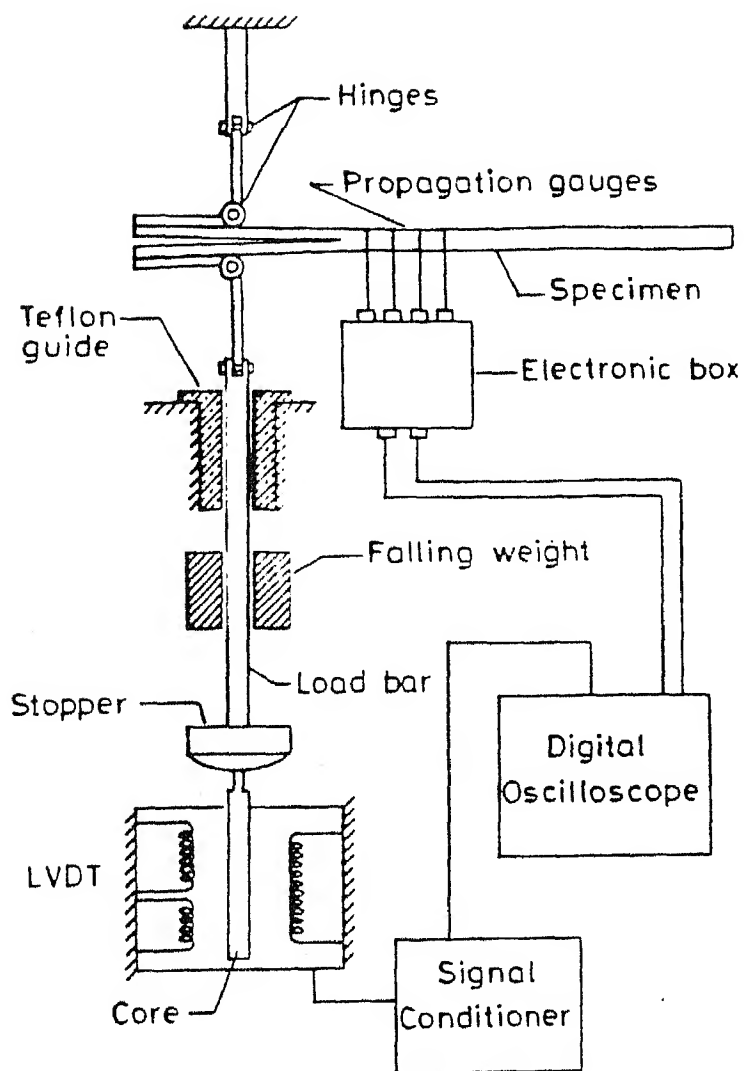 Hinges
Propagation gauges
Specimen
Teflon
guide
Electronic box
Falling weight
Load bar
Stopper
Digital
Oscilloscope
LVDT
Signal
Conditioner
Core